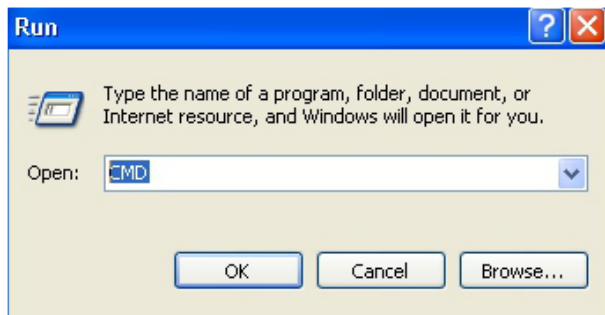 Run
Type the name of a program, folder, document, or
Internet resource, and Windows will open it for you.
Open: CMD
OK Cancel Browse...